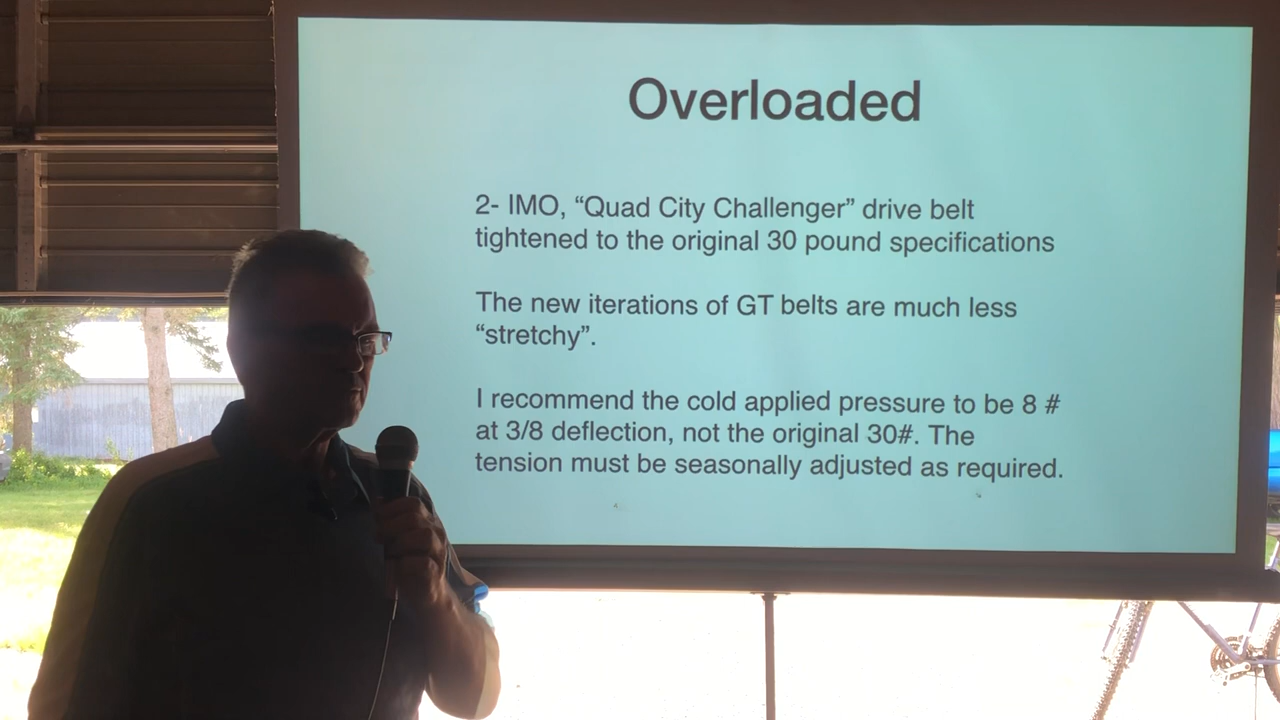 Overloaded
2- IMO, “Quad City Challenger” drive belt
tightened to the original 30 pound specifications
The new iterations of GT belts are much less
“stretchy”.
I recommend the cold applied pressure to be 8 #
at 3/8 deflection, not the original 30#. The
tension must be seasonally adjusted as required.